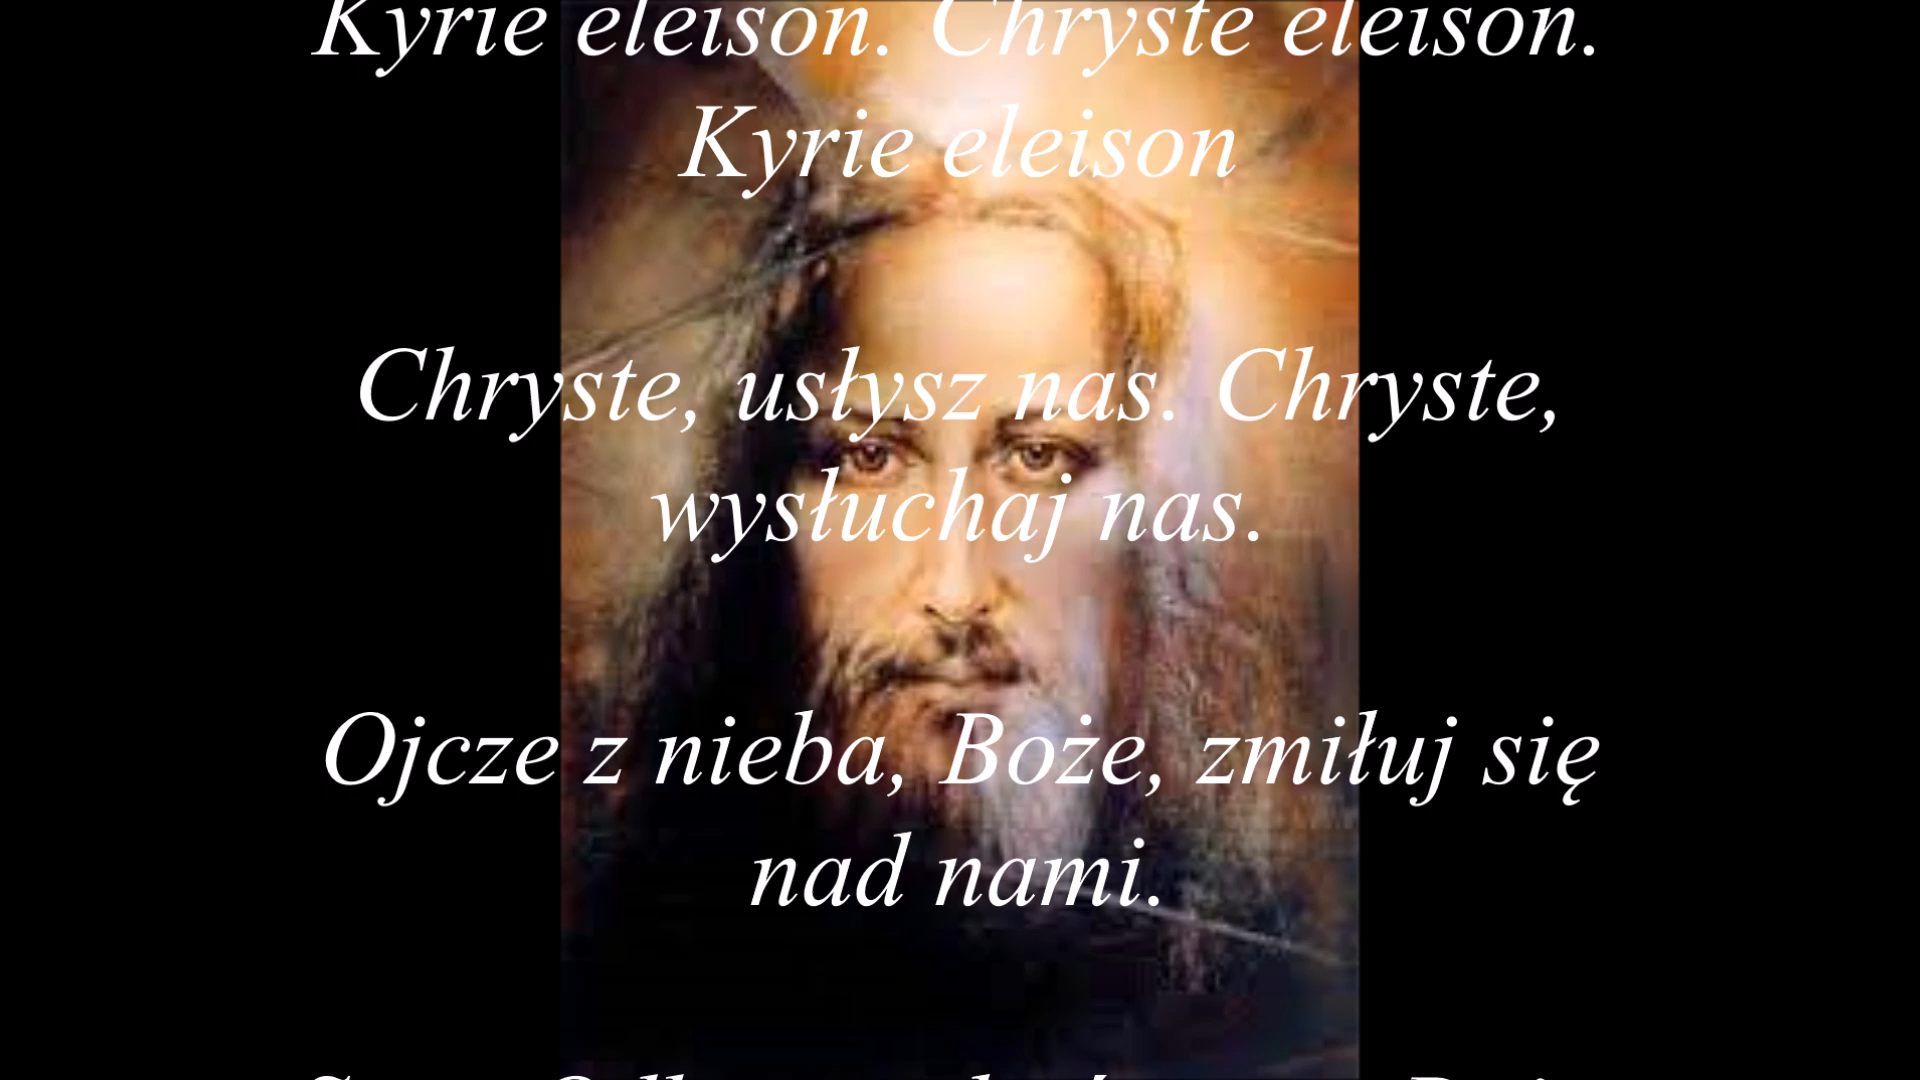 Kyrie eleison. Chryste eleison.
Kyrie eleison
Chryste, usłysz nas. Chryste,
wysłuchaj nas.
Ojcze z nieba, Boże, zmiłuj się
nad nami.